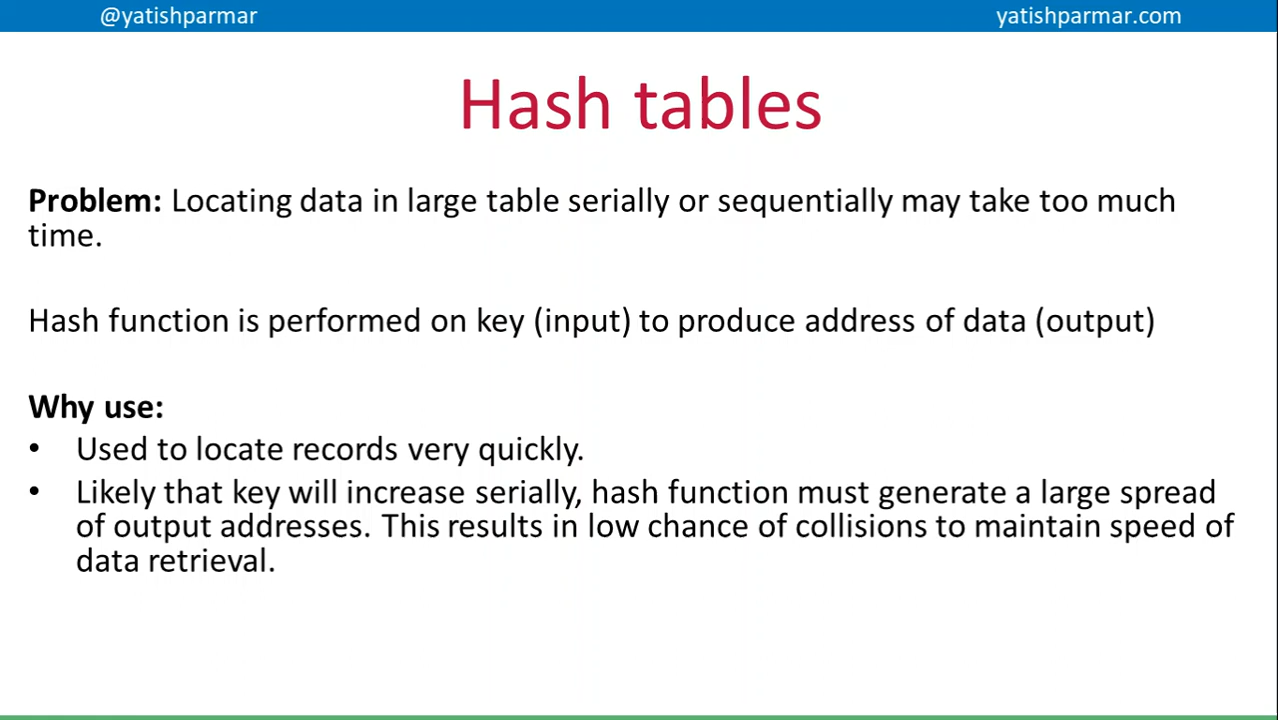 @yatishparmar
yatishparmar.com
Hash tables
Problem: Locating data in large table serially or sequentially may take too much
time.
Hash function is performed on key (input) to produce address of data (output)
Why use:
• Used to locate records very quickly.
• Likely that key will increase serially, hash function must generate a large spread
of output addresses. This results in low chance of collisions to maintain speed of
data retrieval.